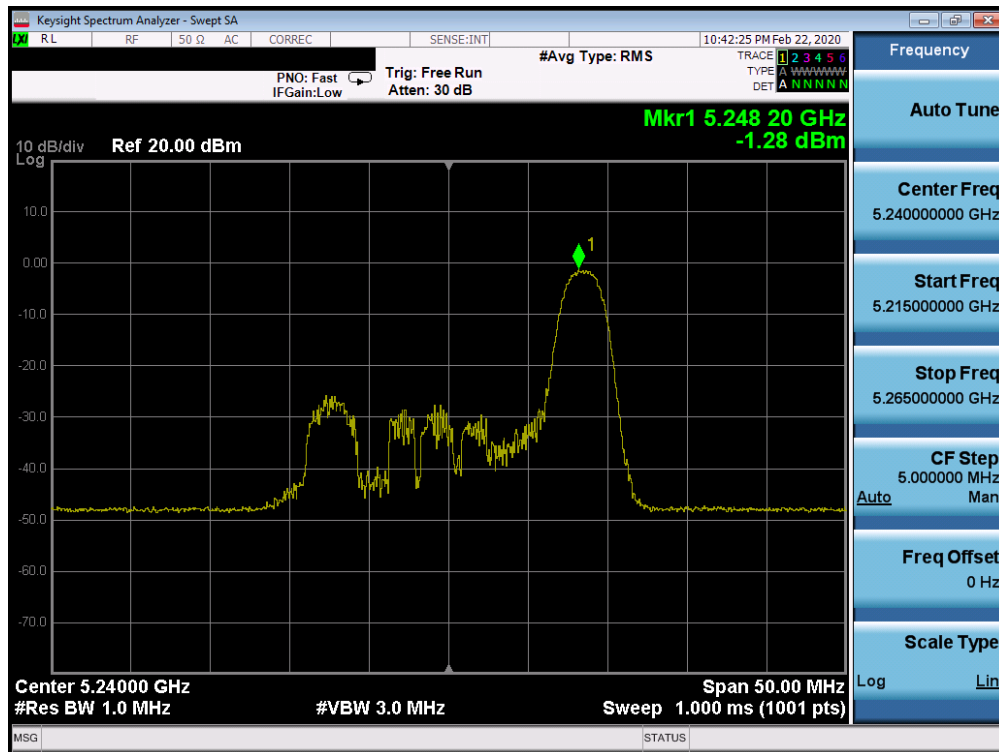 Keysight Spectrum Analyzer - Swept SA
LXI RL RF 50 Ω AC CORREC SENSE:INT 10:42:25 PM Feb 22, 2020
Frequency
#Avg Type: RMS
TRACE 1 2 3 4 5 6
TYPE A WWWWW
DET A N N N N N
PNO: Fast
IFGain:Low
Trig: Free Run
Atten: 30 dB
Mkr1 5.248 20 GHz
-1.28 dBm
10 dB/div Ref 20.00 dBm
Log
1
10.0
0.00
-10.0
-20.0
-30.0
-40.0
-50.0
-60.0
-70.0
Center 5.24000 GHz Span 50.00 MHz
#Res BW 1.0 MHz #VBW 3.0 MHz Sweep 1.000 ms (1001 pts)
Auto Tune
Center Freq
5.240000000 GHz
Start Freq
5.215000000 GHz
Stop Freq
5.265000000 GHz
CF Step
5.000000 MHz
Auto Man
Freq Offset
0 Hz
Scale Type
Log Lin
MSG STATUS